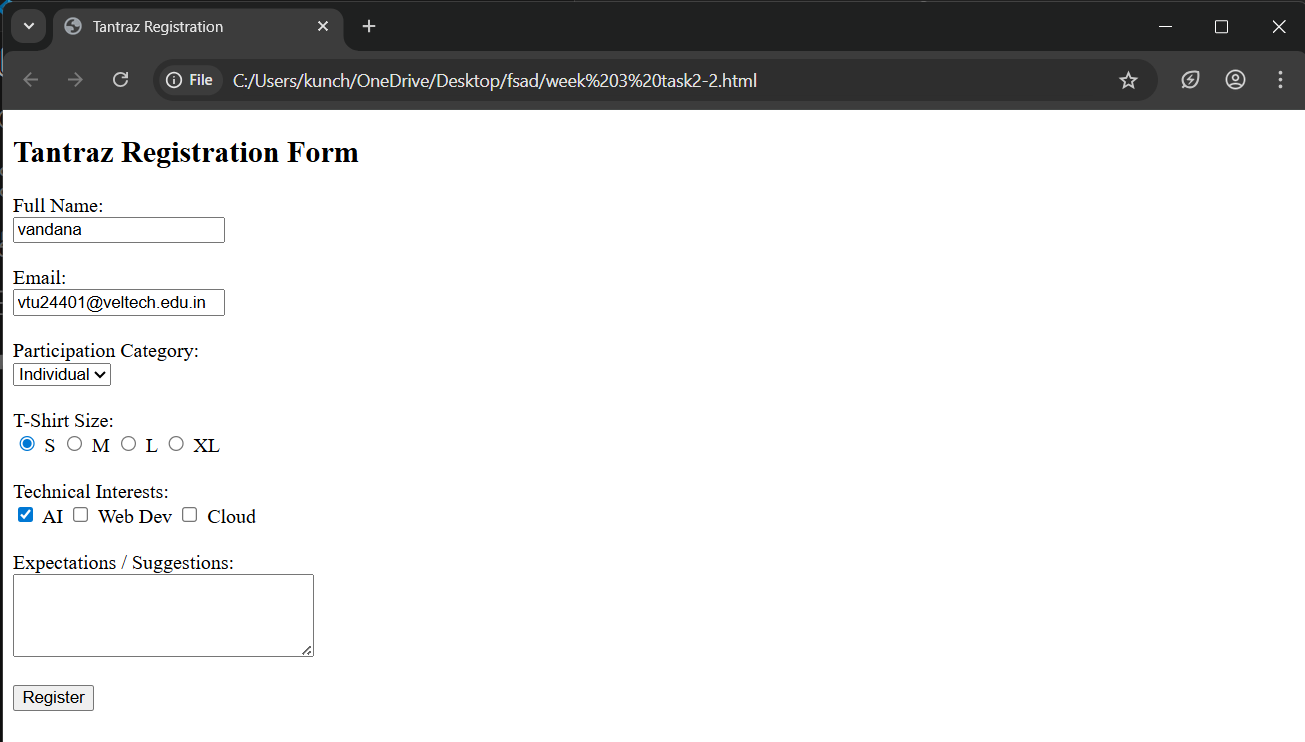 Tantraz Registration
File C:/Users/kunch/OneDrive/Desktop/fsad/week%203%20task2-2.html
Tantraz Registration Form
Full Name:
vandana
Email:
vtu24401@veltech.edu.in
Participation Category:
Individual
T-Shirt Size:
S M L XL
Technical Interests:
AI Web Dev Cloud
Expectations / Suggestions:
Register